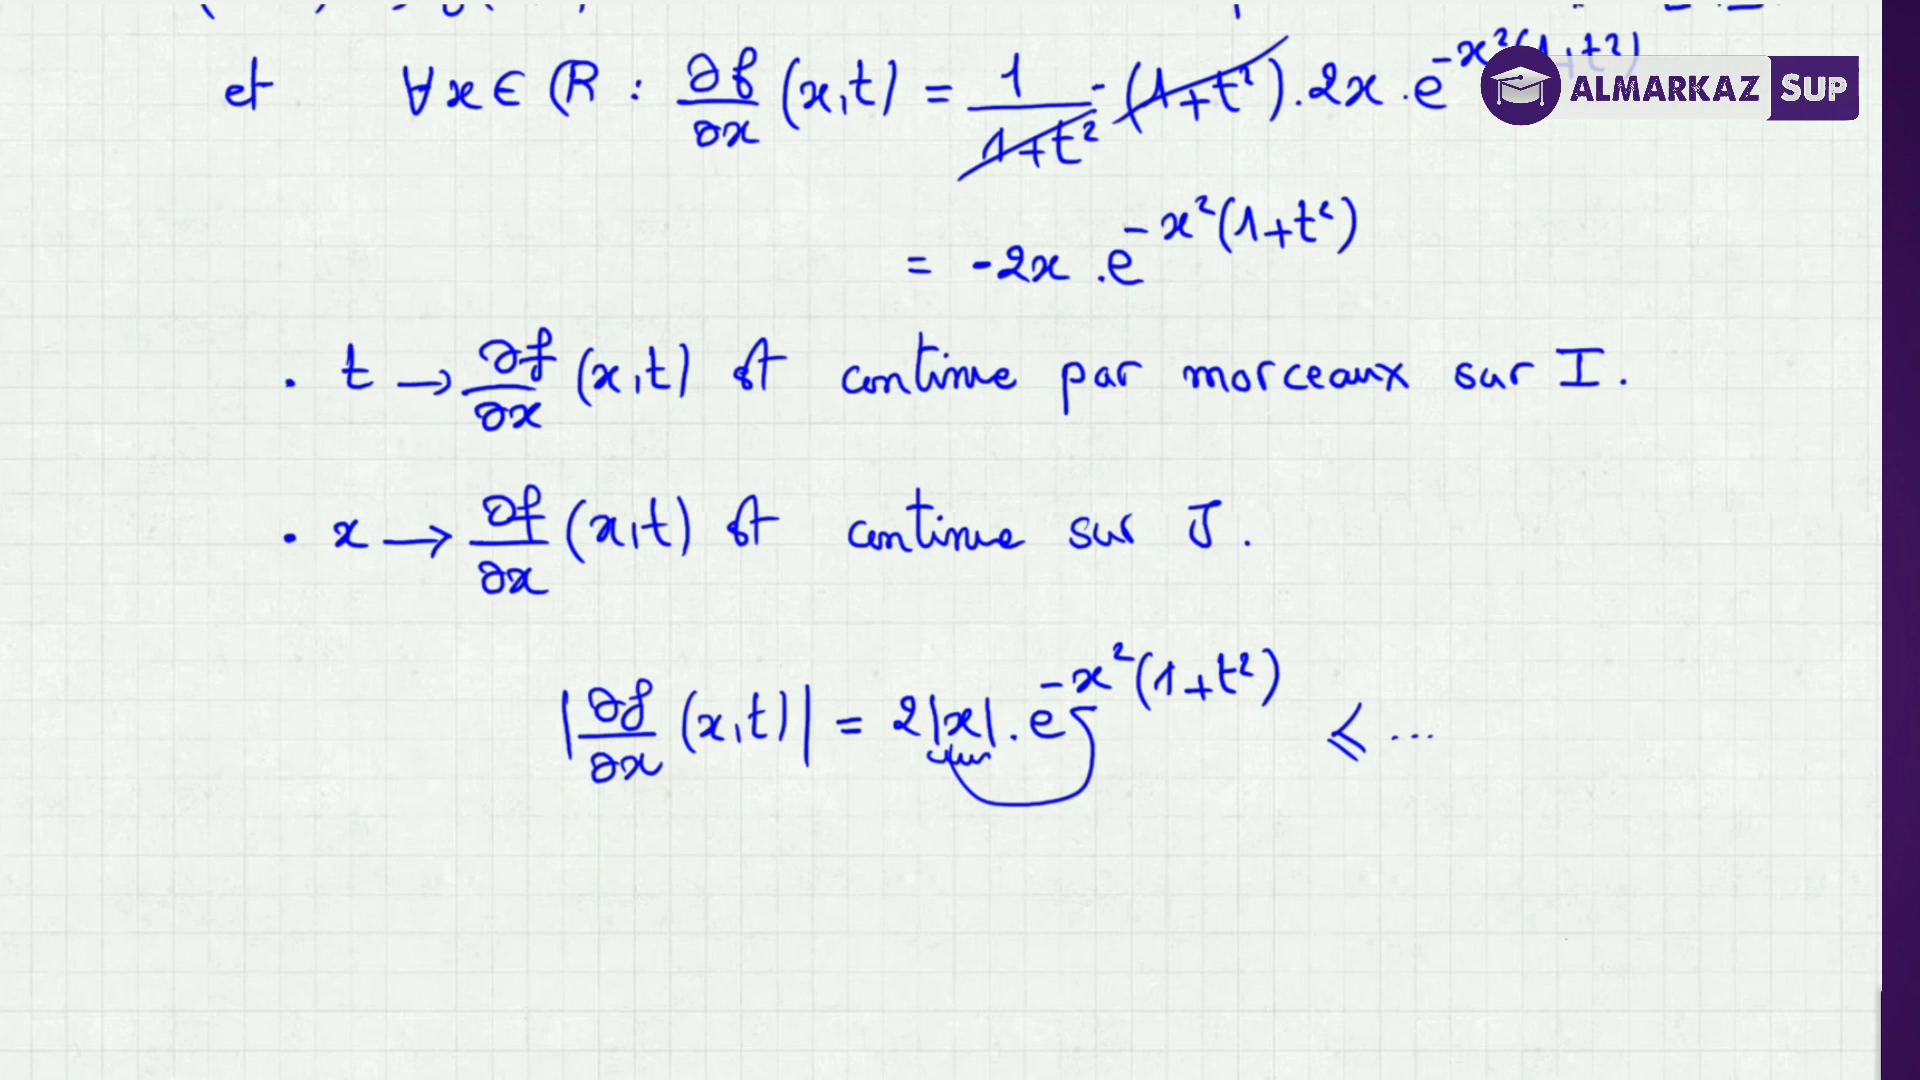 et ∀x∈ℝ : ∂f/∂x (x,t) = 1/(1+t²) · -(1+t²).2x.e^{-x²(1+t²)}
ALMARKAZ SUP
= -2x .e^{-x²(1+t²)}
. t → ∂f/∂x (x,t) est continue par morceaux sur I.
. x → ∂f/∂x (x,t) est continue sur J.
|∂f/∂x (x,t)| = 2|x|.e^{-x²(1+t²)} ⩽ ...